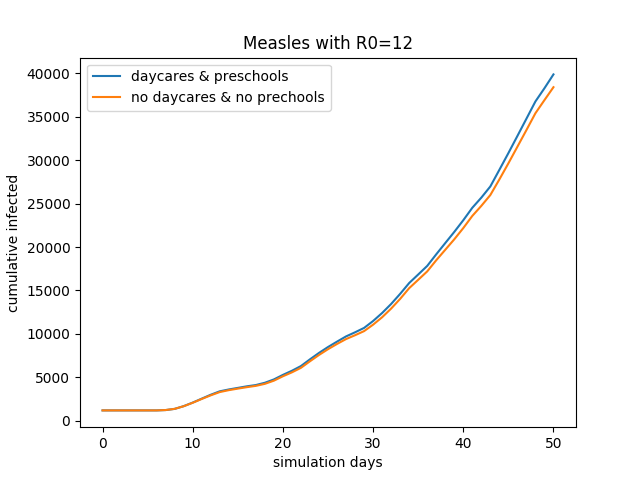 Measles with R0=12
daycares & preschools
no daycares & no prechools
cumulative infected
40000
35000
30000
25000
20000
15000
10000
5000
0
0 10 20 30 40 50
simulation days